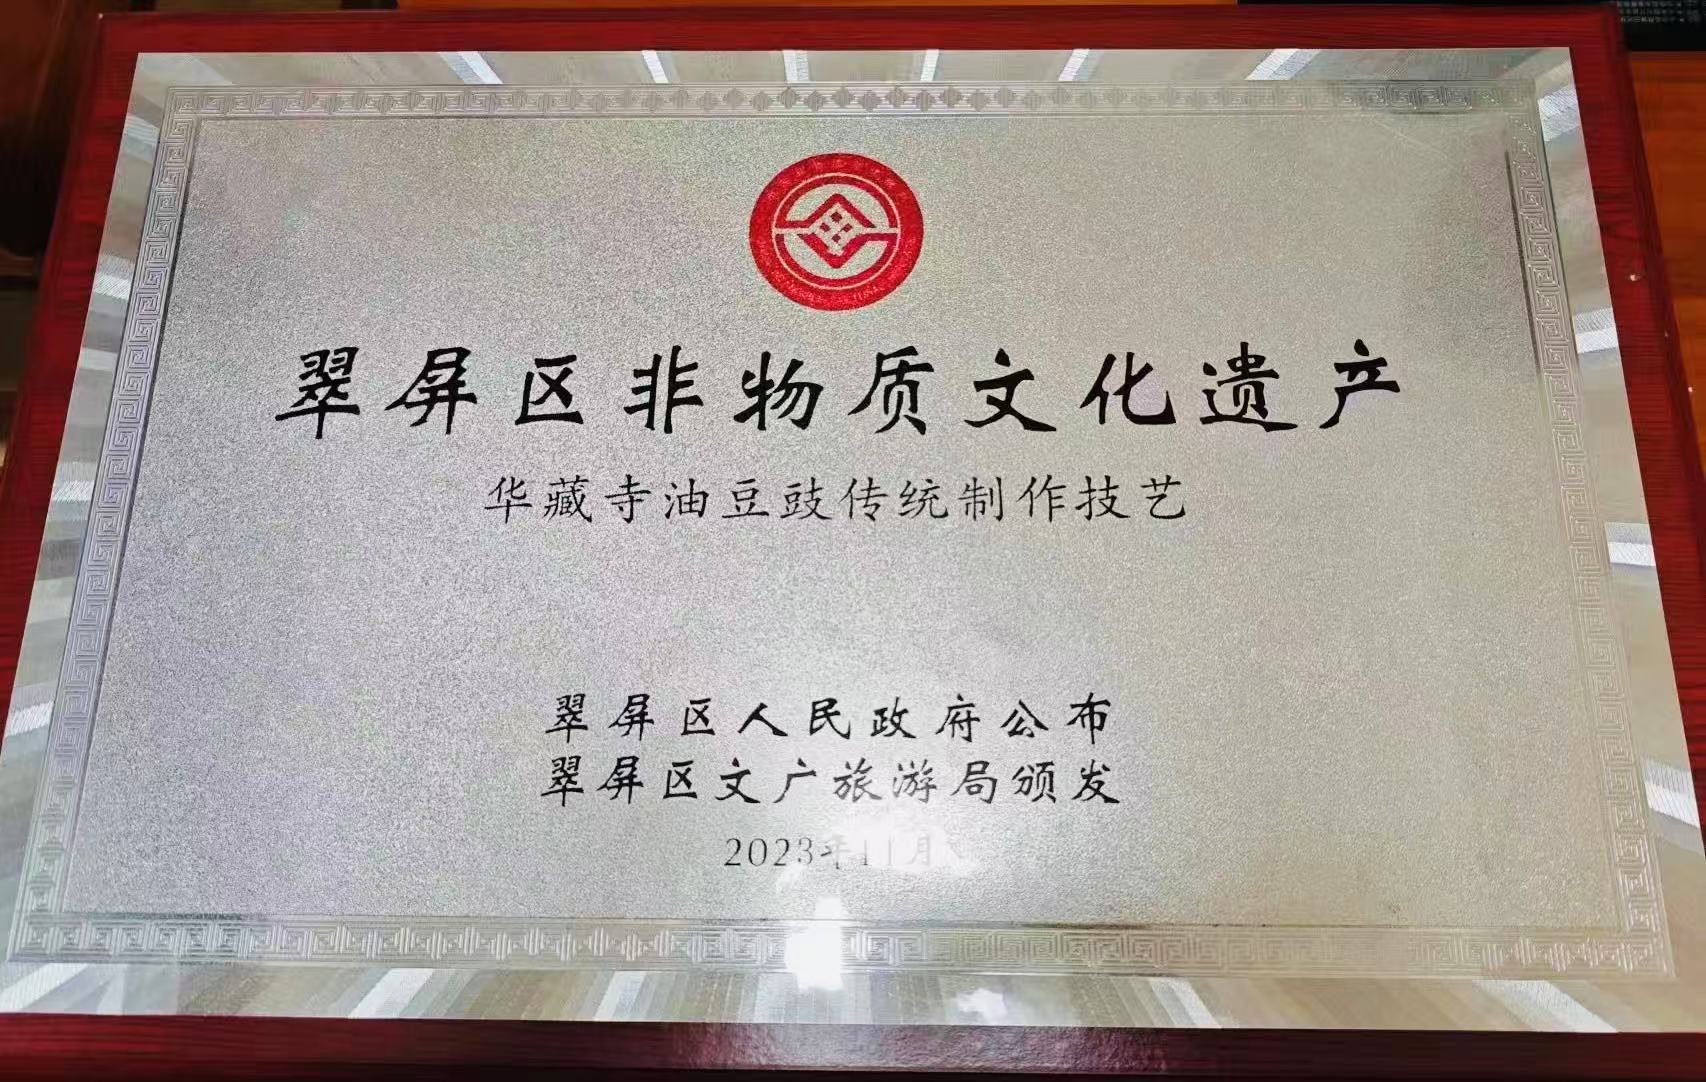 翠屏区非物质文化遗产
华藏寺油豆豉传统制作技艺
翠屏区人民政府公布
翠屏区文广旅游局颁发
2023年11月